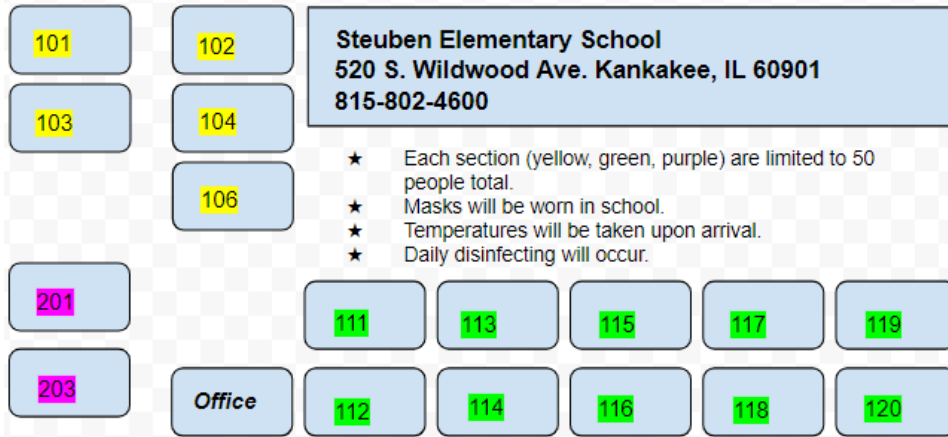 101
102
Steuben Elementary School
520 S. Wildwood Ave. Kankakee, IL 60901
815-802-4600
103
104
★ Each section (yellow, green, purple) are limited to 50
people total.
106
★ Masks will be worn in school.
★ Temperatures will be taken upon arrival.
★ Daily disinfecting will occur.
201
111
113
115
117
119
203
Office
112
114
116
118
120